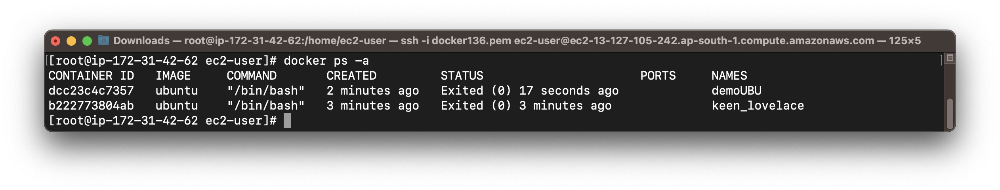 Downloads — root@ip-172-31-42-62:/home/ec2-user — ssh -i docker136.pem ec2-user@ec2-13-127-105-242.ap-south-1.compute.amazonaws.com — 125×5
[[root@ip-172-31-42-62 ec2-user]# docker ps -a ]
CONTAINER ID   IMAGE     COMMAND       CREATED         STATUS                      PORTS     NAMES
dcc23c4c7357   ubuntu    "/bin/bash"   2 minutes ago   Exited (0) 17 seconds ago             demoUBU
b222773804ab   ubuntu    "/bin/bash"   3 minutes ago   Exited (0) 3 minutes ago              keen_lovelace
[root@ip-172-31-42-62 ec2-user]#